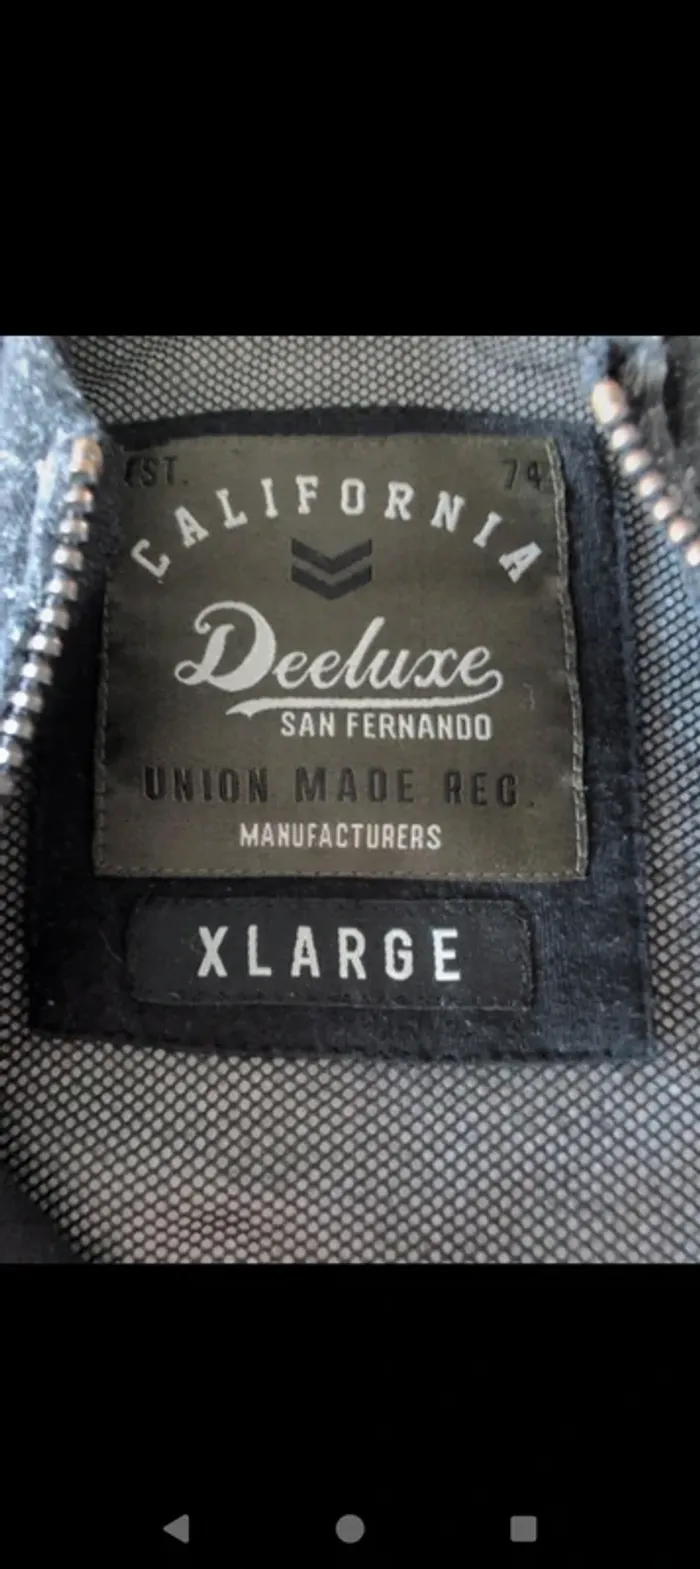 EST. 74
CALIFORNIA
Deeluxe
SAN FERNANDO
UNION MADE REG.
MANUFACTURERS
XLARGE